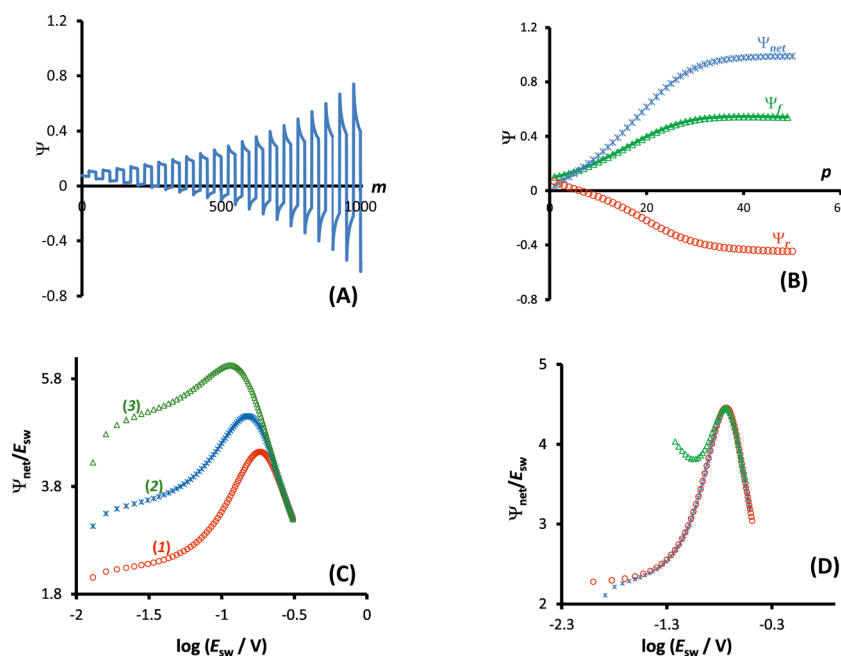 1.2
0.8
0.4
0
-0.4
-0.8
Ψ
0
500
1000
m
(A)
1.2
0.8
0.4
0
-0.4
-0.8
Ψ
Ψnet
Ψf
Ψr
0
20
40
6
p
(B)
5.8
3.8
1.8
Ψnet/Esw
(3)
(2)
(1)
(C)
-2
-1.5
-1
-0.5
0
log (Esw / V)
5
4
3
2
Ψnet/Esw
(D)
-2.3
-1.3
-0.3
log (Esw / V)